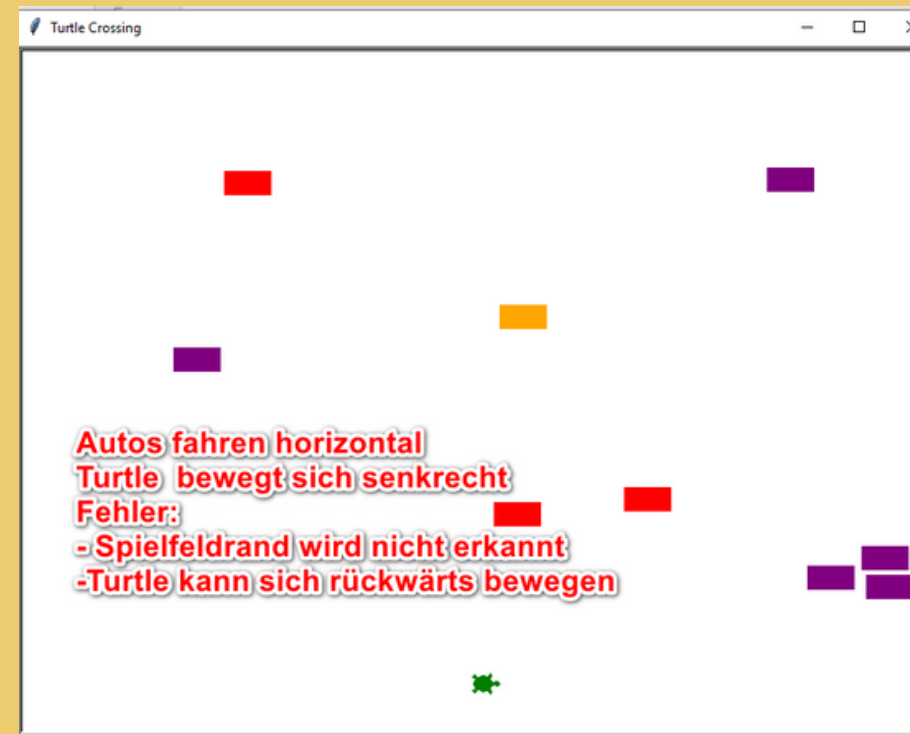 Turtle Crossing
Autos fahren horizontal
Turtle  bewegt sich senkrecht
Fehler:
- Spielfeldrand wird nicht erkannt
-Turtle kann sich rückwärts bewegen